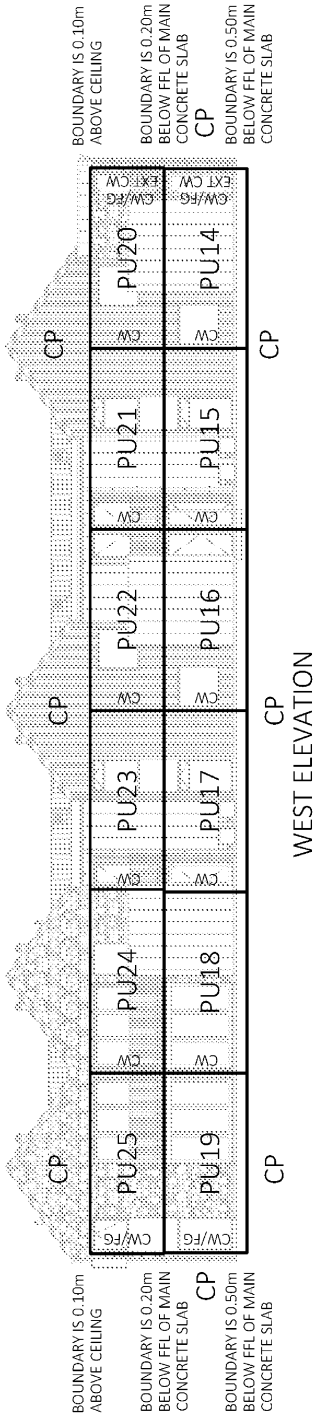 CP CP CP
BOUNDARY IS 0.10m
ABOVE CEILING
BOUNDARY IS 0.10m
ABOVE CEILING
CW/FG PU25 CW PU24 CW PU23 CW PU22 CW PU21 CW PU20 CW/FG EXT CW
BOUNDARY IS 0.20m
BELOW FFL OF MAIN
CONCRETE SLAB
BOUNDARY IS 0.20m
BELOW FFL OF MAIN
CONCRETE SLAB
CP CW/FG PU19 CW PU18 CW PU17 CW PU16 CW PU15 CW PU14 CW/FG EXT CW CP
BOUNDARY IS 0.50m
BELOW FFL OF MAIN
CONCRETE SLAB
BOUNDARY IS 0.50m
BELOW FFL OF MAIN
CONCRETE SLAB
CP CP CP
WEST ELEVATION